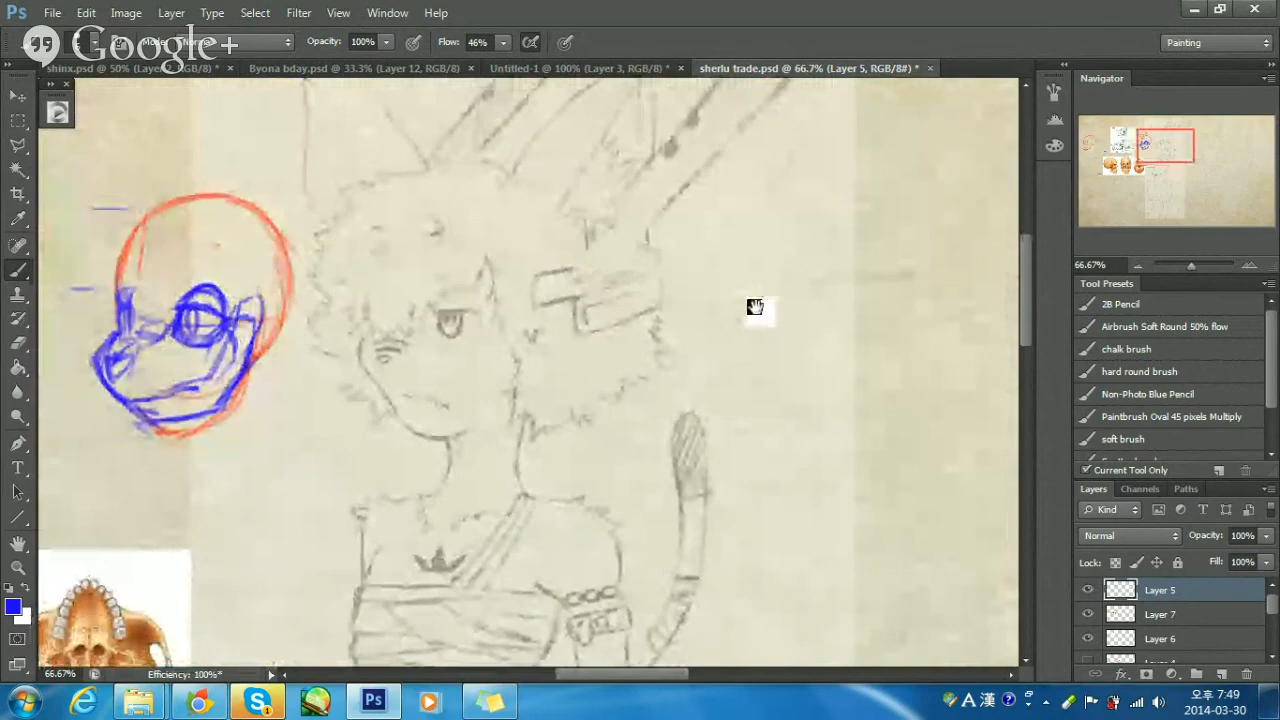 Ps File Edit Image Layer Type Select Filter View Window Help
Google+
Mode: Normal Opacity: 100% Flow: 46% Painting
shinx.psd @ 50% (Layer RGB/8) * × Byona bday.psd @ 33.3% (Layer 12, RGB/8) × Untitled-1 @ 100% (Layer 3, RGB/8) * × sherlu trade.psd @ 66.7% (Layer 5, RGB/8#) * ×
Navigator
66.67%
Tool Presets
2B Pencil
Airbrush Soft Round 50% flow
chalk brush
hard round brush
Non-Photo Blue Pencil
Paintbrush Oval 45 pixels Multiply
soft brush
Current Tool Only
Layers Channels Paths
Kind
Normal Opacity: 100%
Lock: Fill: 100%
Layer 5
Layer 7
Layer 6
66.67% Efficiency: 100%*
A 漢
오후 7:49
2014-03-30